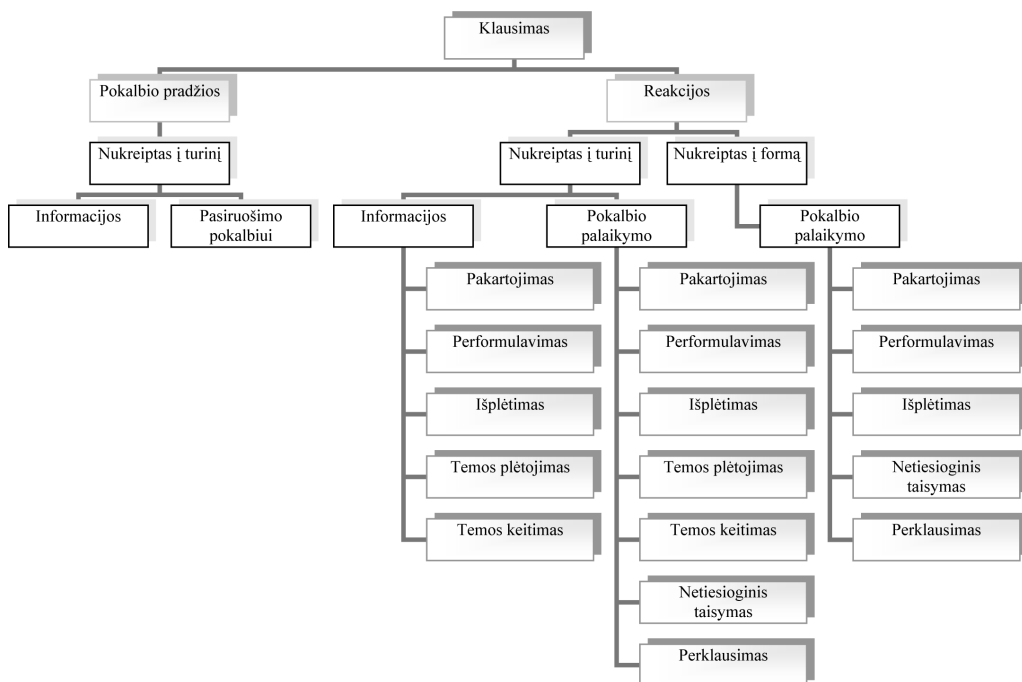 Klausimas
Pokalbio pradžios
Reakcijos
Nukreiptas į turinį
Nukreiptas į turinį
Nukreiptas į formą
Informacijos
Pasiruošimo
pokalbiui
Informacijos
Pokalbio
palaikymo
Pokalbio
palaikymo
Pakartojimas
Pakartojimas
Pakartojimas
Performulavimas
Performulavimas
Performulavimas
Išplėtimas
Išplėtimas
Išplėtimas
Temos plėtojimas
Temos plėtojimas
Netiesioginis
taisymas
Temos keitimas
Temos keitimas
Perklausimas
Netiesioginis
taisymas
Perklausimas